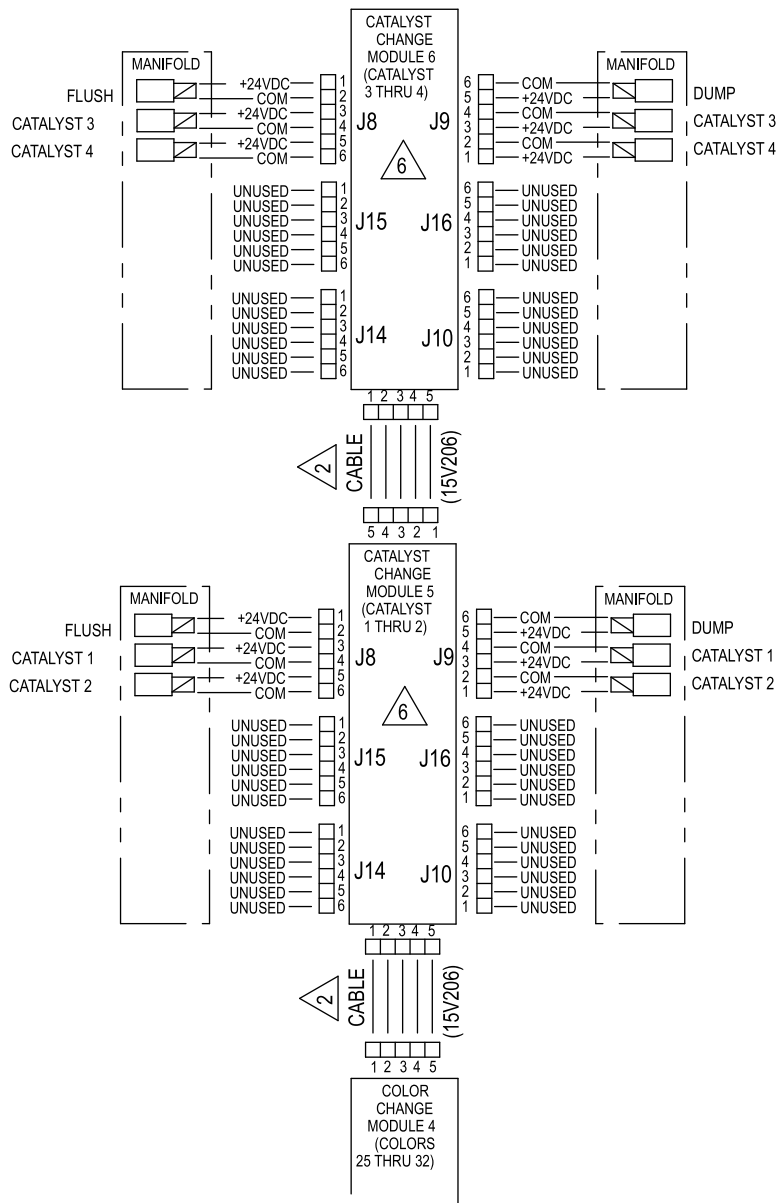 CATALYST
CHANGE
MODULE 6
(CATALYST
3 THRU 4)
MANIFOLD
FLUSH
CATALYST 3
CATALYST 4
+24VDC
COM
+24VDC
COM
+24VDC
COM
1
2
3
4
5
6
J8
J9
6
6
5
4
3
2
1
COM
+24VDC
COM
+24VDC
COM
+24VDC
MANIFOLD
DUMP
CATALYST 3
CATALYST 4
UNUSED
UNUSED
UNUSED
UNUSED
UNUSED
UNUSED
1
2
3
4
5
6
J15
J16
6
5
4
3
2
1
UNUSED
UNUSED
UNUSED
UNUSED
UNUSED
UNUSED
UNUSED
UNUSED
UNUSED
UNUSED
UNUSED
UNUSED
1
2
3
4
5
6
J14
J10
6
5
4
3
2
1
UNUSED
UNUSED
UNUSED
UNUSED
UNUSED
UNUSED
1 2 3 4 5
2
CABLE
(15V206)
5 4 3 2 1
CATALYST
CHANGE
MODULE 5
(CATALYST
1 THRU 2)
MANIFOLD
FLUSH
CATALYST 1
CATALYST 2
+24VDC
COM
+24VDC
COM
+24VDC
COM
1
2
3
4
5
6
J8
J9
6
6
5
4
3
2
1
COM
+24VDC
COM
+24VDC
COM
+24VDC
MANIFOLD
DUMP
CATALYST 1
CATALYST 2
UNUSED
UNUSED
UNUSED
UNUSED
UNUSED
UNUSED
1
2
3
4
5
6
J15
J16
6
5
4
3
2
1
UNUSED
UNUSED
UNUSED
UNUSED
UNUSED
UNUSED
UNUSED
UNUSED
UNUSED
UNUSED
UNUSED
UNUSED
1
2
3
4
5
6
J14
J10
6
5
4
3
2
1
UNUSED
UNUSED
UNUSED
UNUSED
UNUSED
UNUSED
1 2 3 4 5
2
CABLE
(15V206)
1 2 3 4 5
COLOR
CHANGE
MODULE 4
(COLORS
25 THRU 32)